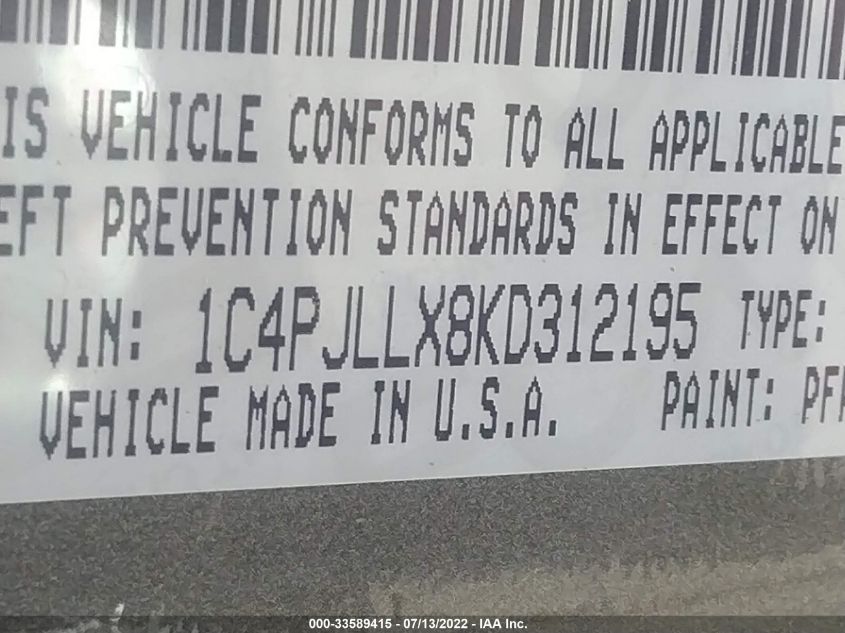 IS VEHICLE CONFORMS TO ALL APPLICABLE
EFT PREVENTION STANDARDS IN EFFECT ON
VIN: 1C4PJLLX8KD312195 TYPE:
VEHICLE MADE IN U.S.A. PAINT: PF
000-33589415 - 07/13/2022 - IAA Inc.